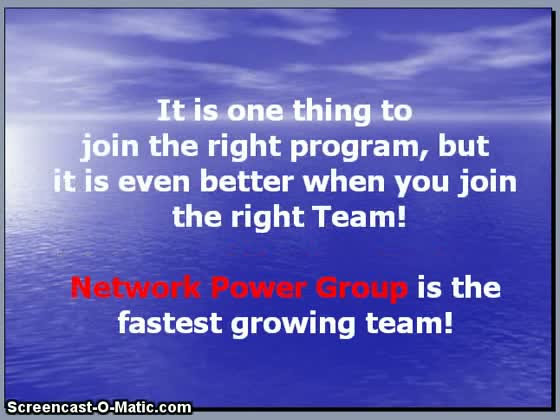 It is one thing to
join the right program, but
it is even better when you join
the right Team!
Network Power Group is the
fastest growing team!
Screencast-O-Matic.com